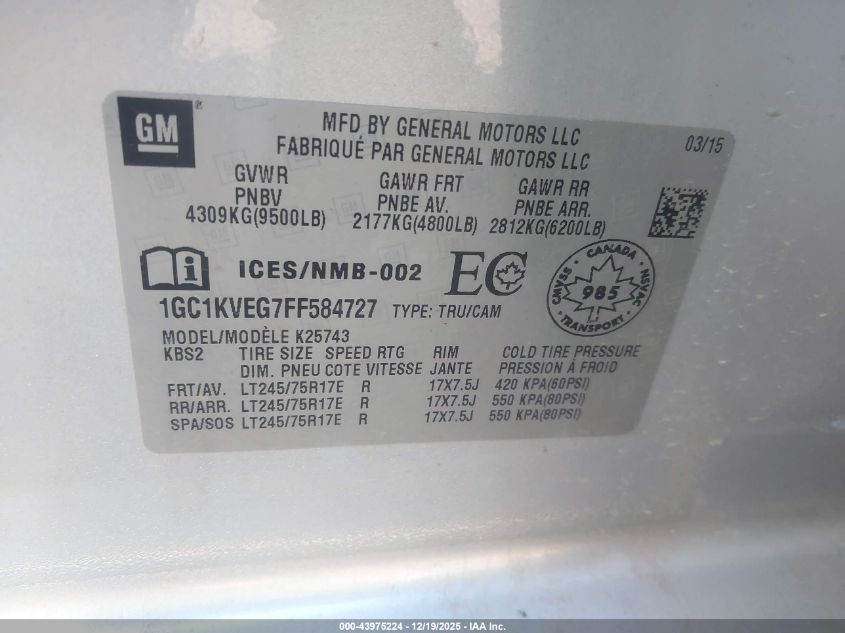 GM
MFD BY GENERAL MOTORS LLC
FABRIQUÉ PAR GENERAL MOTORS LLC
03/15
GVWR GAWR FRT GAWR RR
PNBV PNBE AV. PNBE ARR.
4309KG(9500LB) 2177KG(4800LB) 2812KG(6200LB)
i ICES/NMB-002 EC
CANADA
CMVSS 985 NSVAC
TRANSPORT
1GC1KVEG7FF584727 TYPE: TRU/CAM
MODEL/MODÈLE K25743
KBS2 TIRE SIZE SPEED RTG RIM COLD TIRE PRESSURE
DIM. PNEU COTE VITESSE JANTE PRESSION À FROID
FRT/AV. LT245/75R17E R 17X7.5J 420 KPA(60PSI)
RR/ARR. LT245/75R17E R 17X7.5J 550 KPA(80PSI)
SPA/SOS LT245/75R17E R 17X7.5J 550 KPA(80PSI)
000-43975224 - 12/19/2025 - IAA Inc.